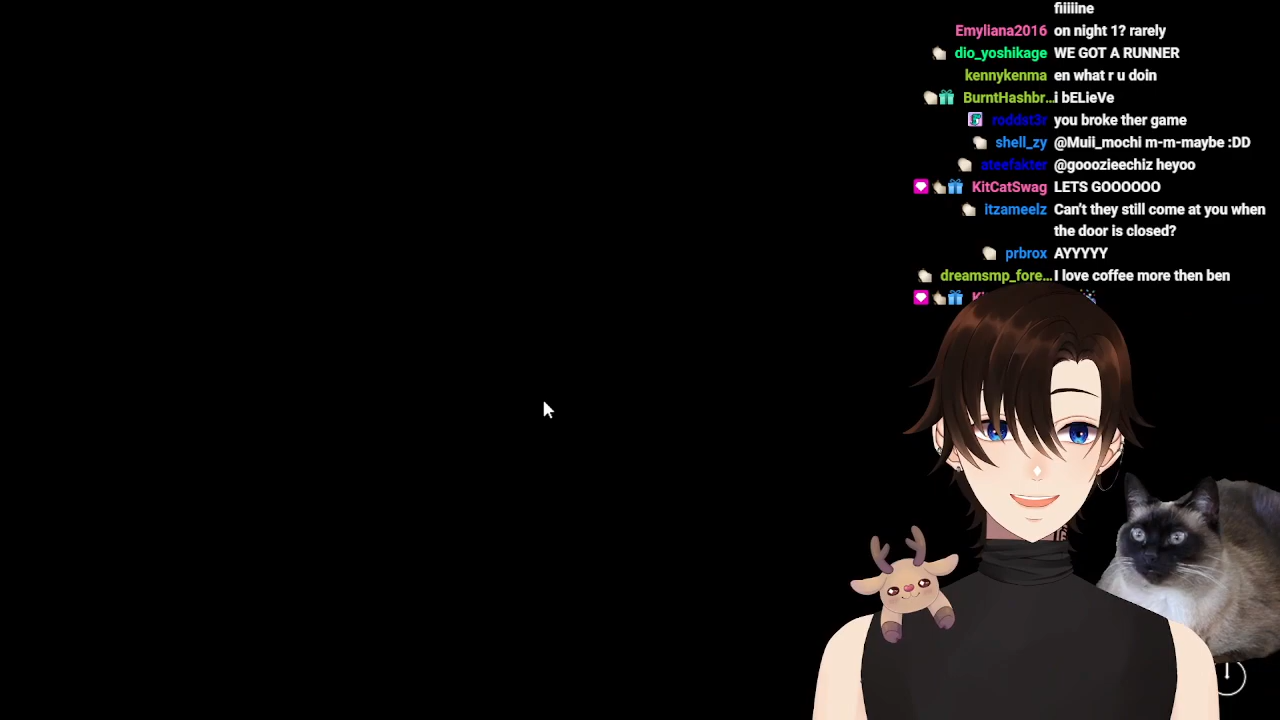 fiiiiine
Emyliana2016 on night 1? rarely
dio_yoshikage WE GOT A RUNNER
kennykenma en what r u doin
BurntHashbr... i bELieVe
roddst3r you broke ther game
shell_zy @Muii_mochi m-m-maybe :DD
ateefakter @gooozieechiz heyoo
KitCatSwag LETS GOOOOOO
itzameelz Can't they still come at you when
the door is closed?
prbrox AYYYYY
dreamsmp_fore... I love coffee more then ben